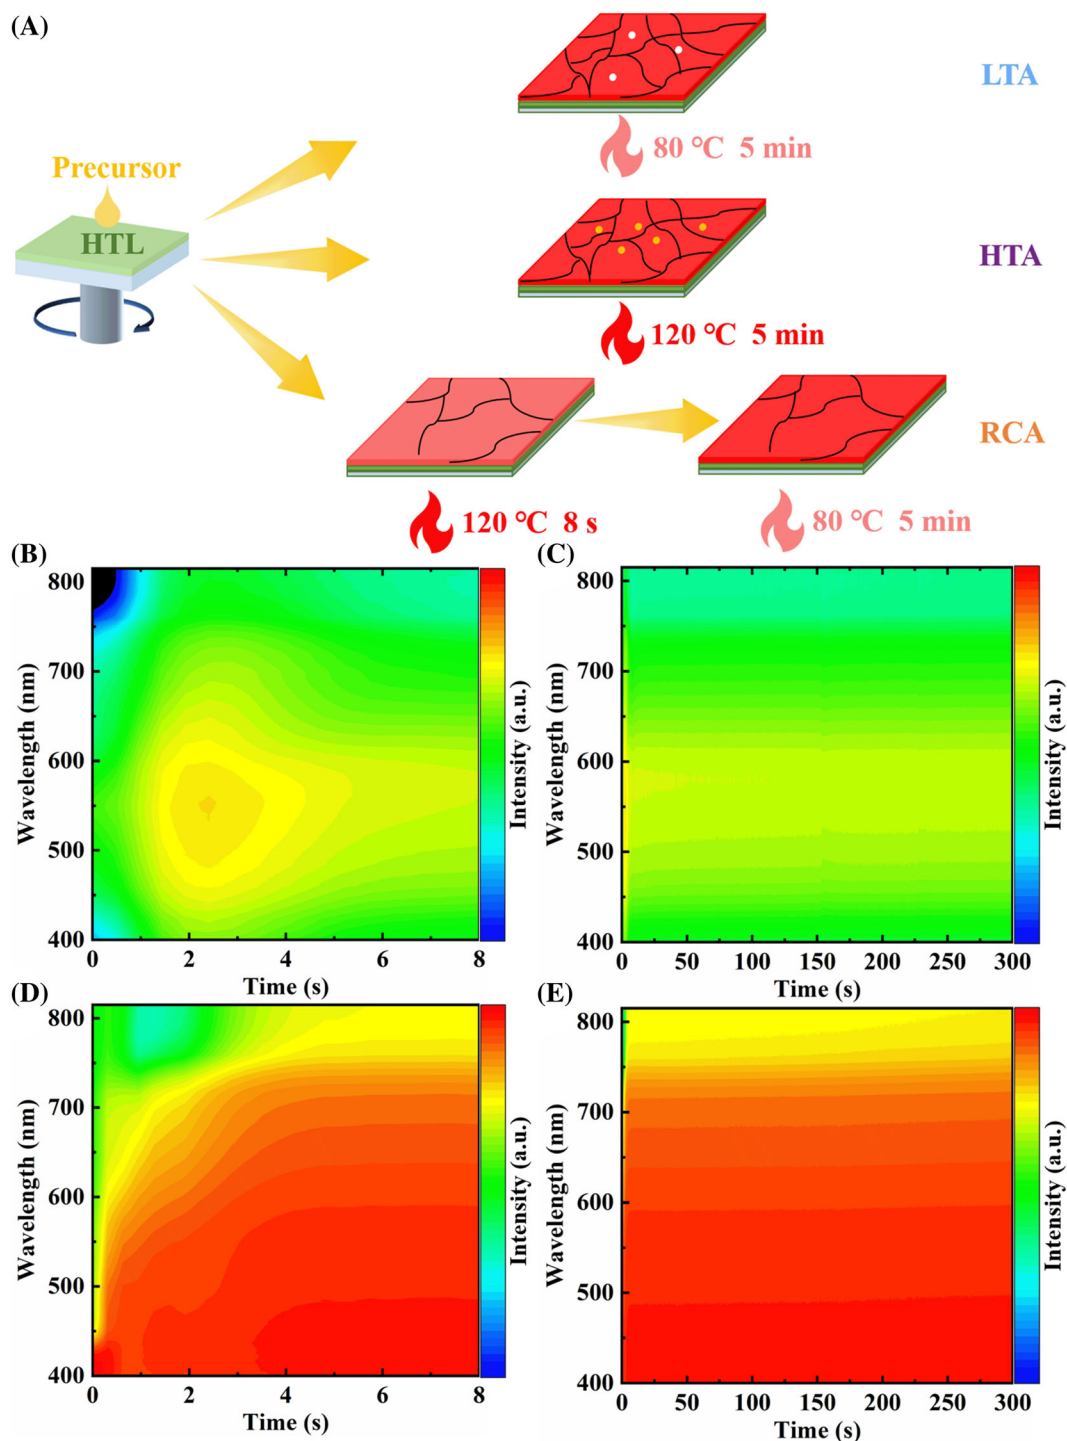 (A)
LTA
80 °C 5 min
Precursor
HTL
HTA
120 °C 5 min
RCA
120 °C 8 s
80 °C 5 min
(B)
800
700
600
500
400
Wavelength (nm)
0 2 4 6 8
Time (s)
Intensity (a.u.)
(C)
800
700
600
500
400
Wavelength (nm)
0 50 100 150 200 250 300
Time (s)
Intensity (a.u.)
(D)
800
700
600
500
400
Wavelength (nm)
0 2 4 6 8
Time (s)
Intensity (a.u.)
(E)
800
700
600
500
400
Wavelength (nm)
0 50 100 150 200 250 300
Time (s)
Intensity (a.u.)